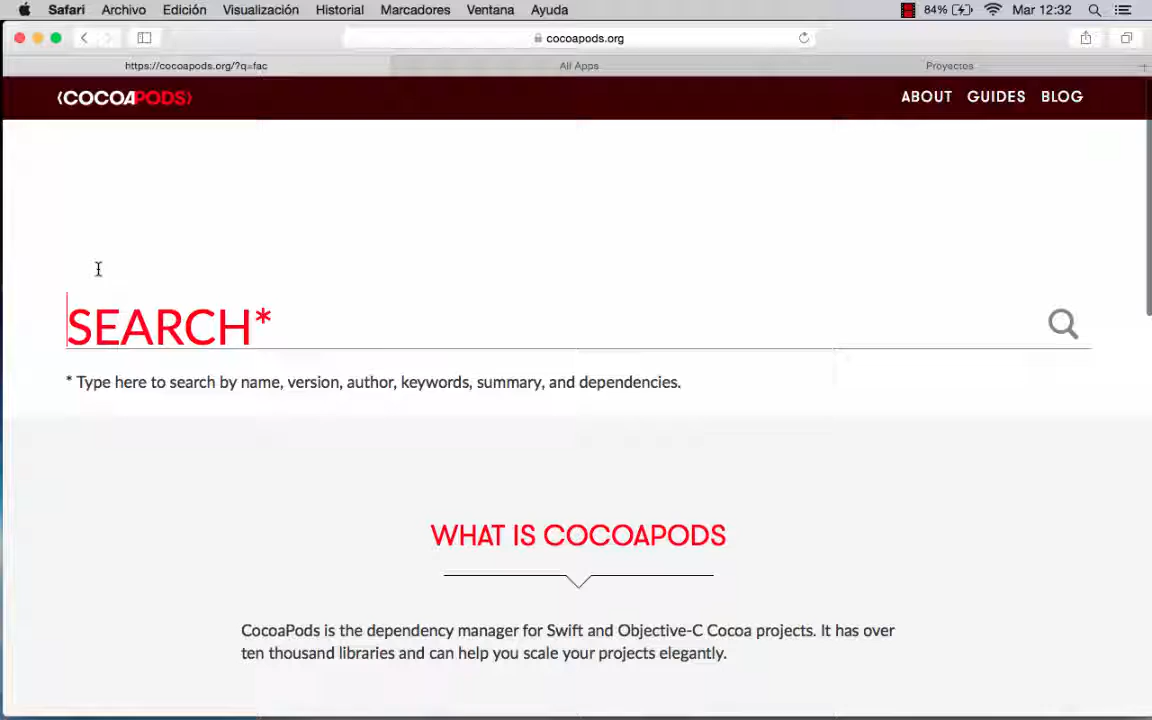 Safari Archivo Edición Visualización Historial Marcadores Ventana Ayuda 84% Mar 12:32
cocoapods.org
https://cocoapods.org/?q=fac All Apps Proyectos
COCOAPODS ABOUT GUIDES BLOG
SEARCH*
* Type here to search by name, version, author, keywords, summary, and dependencies.
WHAT IS COCOAPODS
CocoaPods is the dependency manager for Swift and Objective-C Cocoa projects. It has over
ten thousand libraries and can help you scale your projects elegantly.